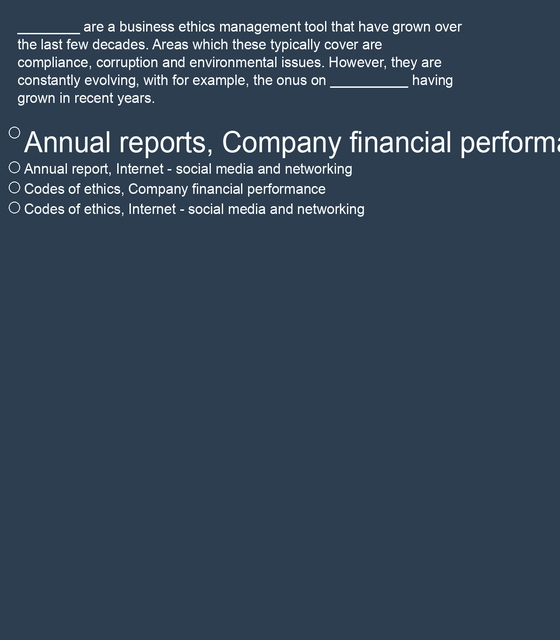 ________ are a business ethics management tool that have grown over
the last few decades. Areas which these typically cover are
compliance, corruption and environmental issues. However, they are
constantly evolving, with for example, the onus on __________ having
grown in recent years.
Annual reports, Company financial
Annual report, Internet - social media and networking
Codes of ethics, Company financial performance
Codes of ethics, Internet - social media and networking